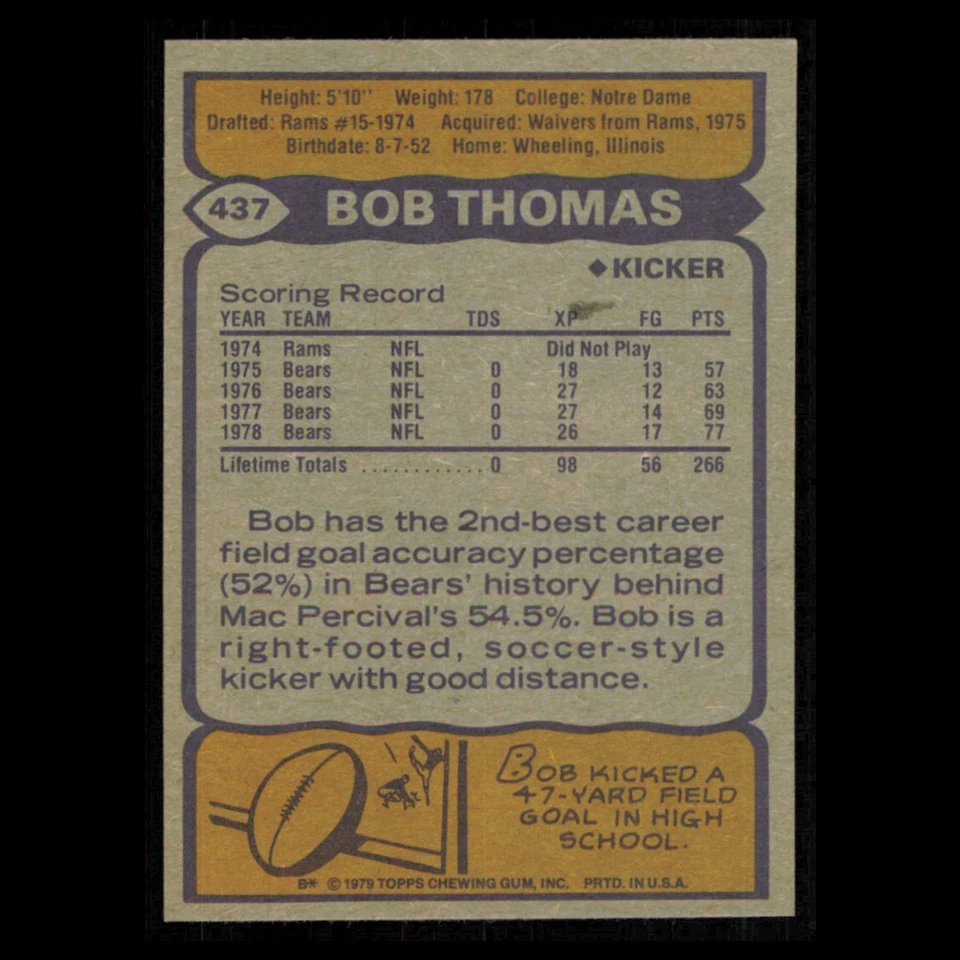 Height: 5'10'' Weight: 178 College: Notre Dame
Drafted: Rams #15-1974 Acquired: Waivers from Rams, 1975
Birthdate: 8-7-52 Home: Wheeling, Illinois
437 BOB THOMAS
◆KICKER
Scoring Record
YEAR TEAM TDS XP FG PTS
1974 Rams NFL Did Not Play
1975 Bears NFL 0 18 13 57
1976 Bears NFL 0 27 12 63
1977 Bears NFL 0 27 14 69
1978 Bears NFL 0 26 17 77
Lifetime Totals ............ 0 98 56 266
Bob has the 2nd-best career
field goal accuracy percentage
(52%) in Bears' history behind
Mac Percival's 54.5%. Bob is a
right-footed, soccer-style
kicker with good distance.
BOB KICKED A
47-YARD FIELD
GOAL IN HIGH
SCHOOL.
B* © 1979 TOPPS CHEWING GUM, INC. PRTD. IN U.S.A.